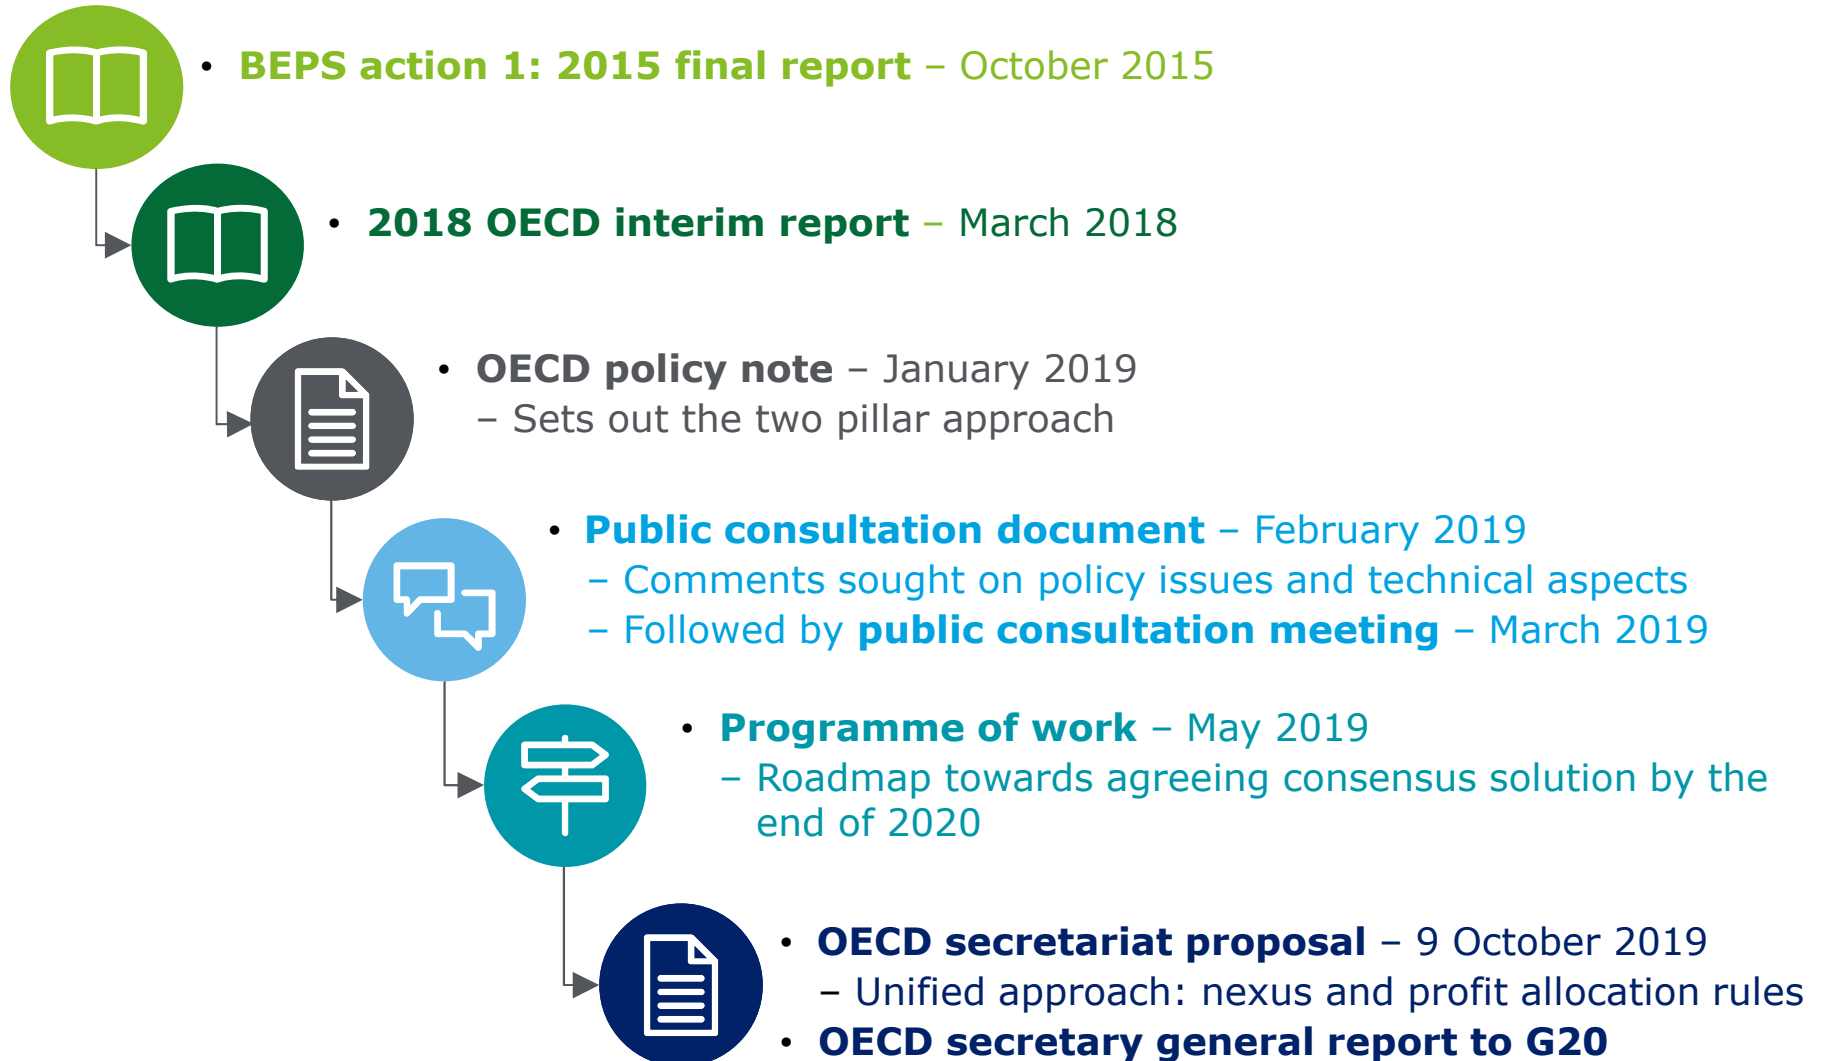 • BEPS action 1: 2015 final report – October 2015
• 2018 OECD interim report – March 2018
• OECD policy note – January 2019
– Sets out the two pillar approach
• Public consultation document – February 2019
– Comments sought on policy issues and technical aspects
– Followed by public consultation meeting – March 2019
• Programme of work – May 2019
– Roadmap towards agreeing consensus solution by the
end of 2020
• OECD secretariat proposal – 9 October 2019
– Unified approach: nexus and profit allocation rules
• OECD secretary general report to G20